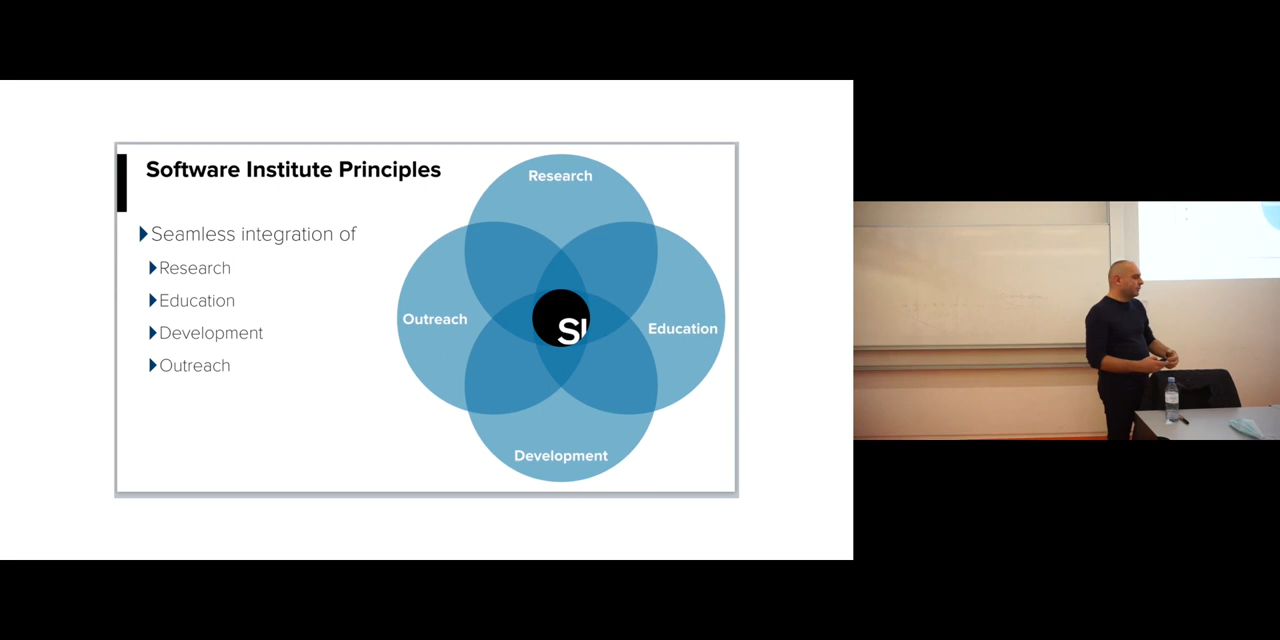 Software Institute Principles
Seamless integration of
Research
Education
Development
Outreach
Research
Outreach
SI
Education
Development